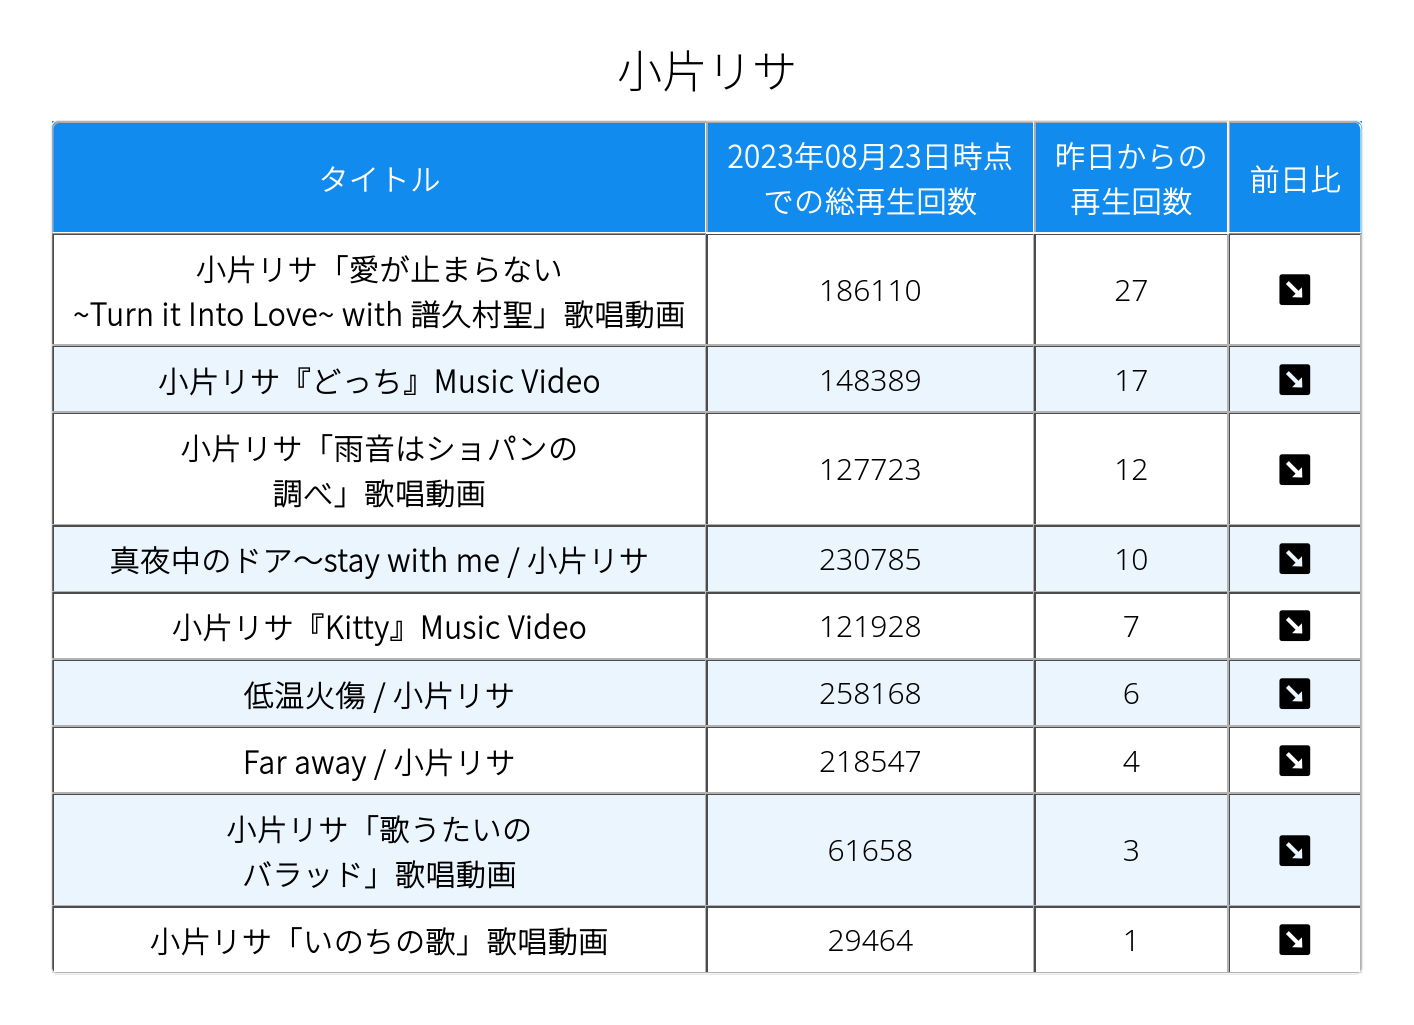 小片リサ
タイトル
2023年08月23日時点
での総再生回数
昨日からの
再生回数
前日比
小片リサ「愛が止まらない
~Turn it Into Love~ with 譜久村聖」歌唱動画
186110
27
小片リサ『どっち』Music Video
148389
17
小片リサ「雨音はショパンの
調べ」歌唱動画
127723
12
真夜中のドア〜stay with me / 小片リサ
230785
10
小片リサ『Kitty』Music Video
121928
7
低温火傷 / 小片リサ
258168
6
Far away / 小片リサ
218547
4
小片リサ「歌うたいの
バラッド」歌唱動画
61658
3
小片リサ「いのちの歌」歌唱動画
29464
1